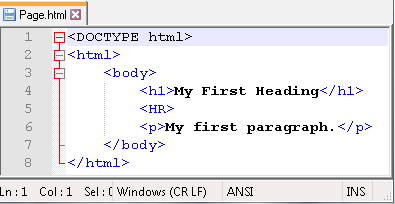 Page.html
1 <DOCTYPE html>
2 <html>
3 <body>
4 <h1>My First Heading</h1>
5 <HR>
6 <p>My first paragraph.</p>
7 </body>
8 </html>
Ln : 1 Col : 1 Sel : Windows (CR LF) ANSI INS